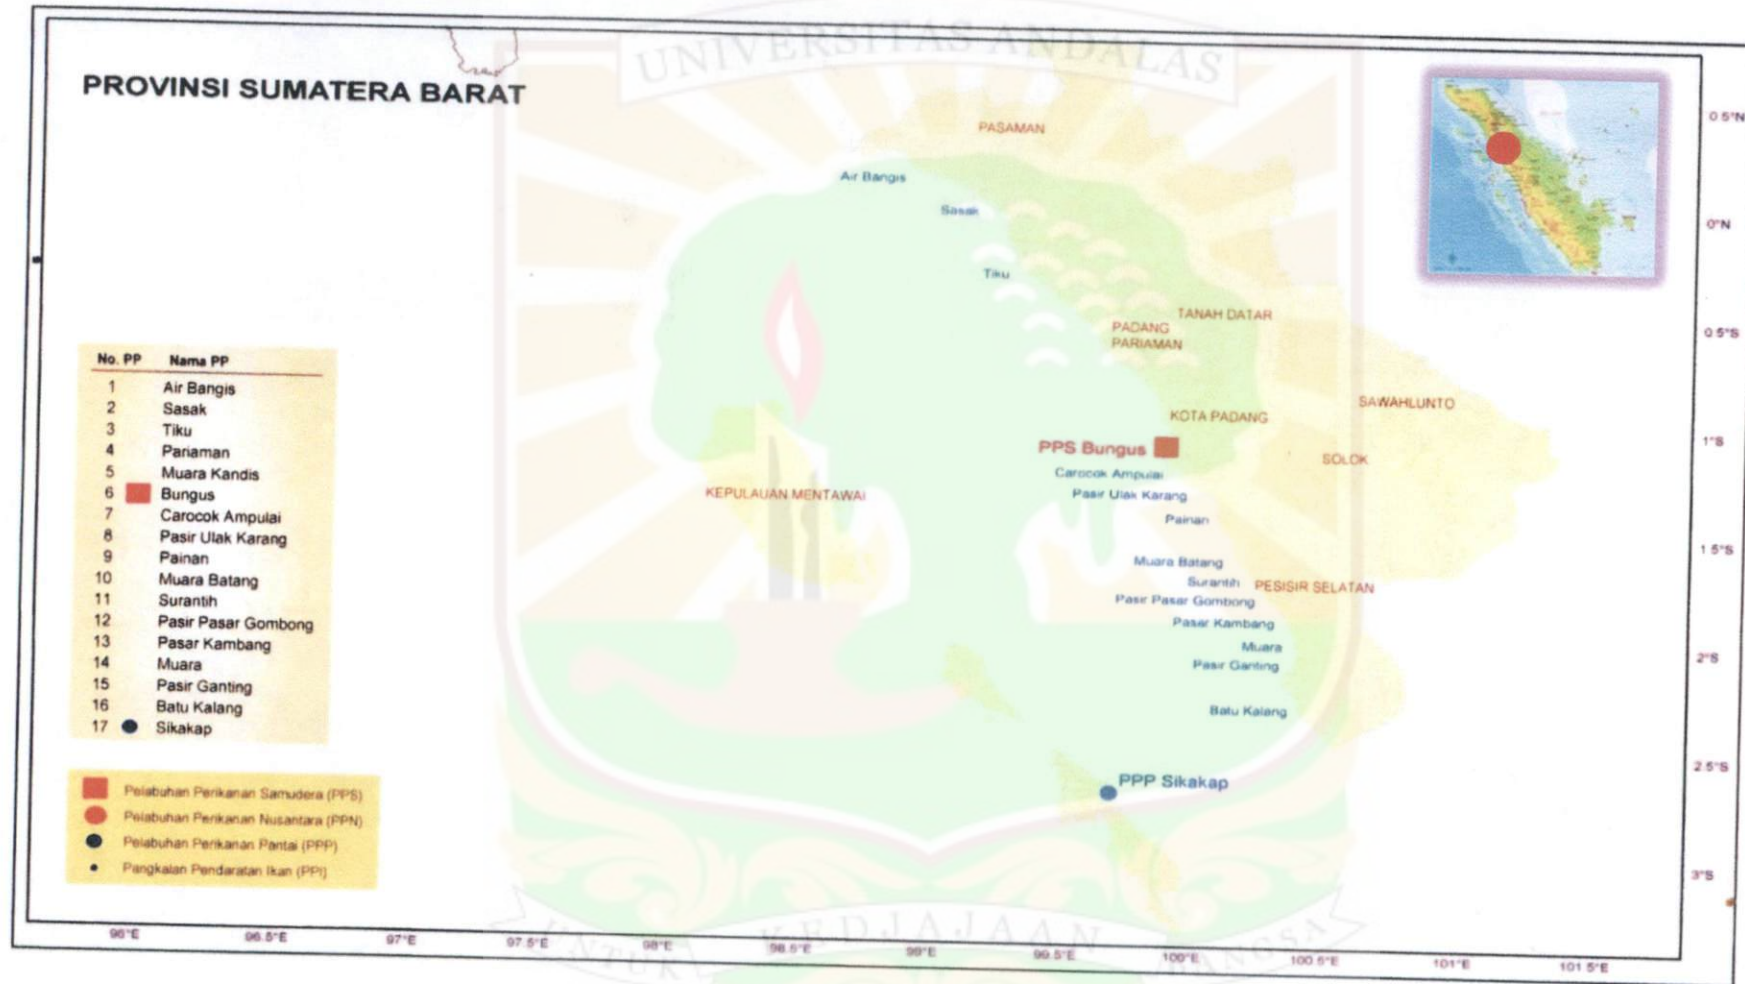 UNIVERSITAS ANDALAS
PROVINSI SUMATERA BARAT
PASAMAN
Air Bangis
Sasak
Tiku
TANAH DATAR
PADANG
PARIAMAN
SAWAHLUNTO
KOTA PADANG
PPS Bungus
SOLOK
Carocok Ampulai
KEPULAUAN MENTAWAI
Pasir Ulak Karang
Painan
Muara Batang
Surantih
PESISIR SELATAN
Pasir Pasar Gombong
Pasar Kambang
Muara
Pasir Ganting
Batu Kalang
PPP Sikakap
No. PP Nama PP
1 Air Bangis
2 Sasak
3 Tiku
4 Pariaman
5 Muara Kandis
6 Bungus
7 Carocok Ampulai
8 Pasir Ulak Karang
9 Painan
10 Muara Batang
11 Surantih
12 Pasir Pasar Gombong
13 Pasar Kambang
14 Muara
15 Pasir Ganting
16 Batu Kalang
17 Sikakap
Pelabuhan Perikanan Samudera (PPS)
Pelabuhan Perikanan Nusantara (PPN)
Pelabuhan Perikanan Pantai (PPP)
Pangkalan Pendaratan Ikan (PPI)
0.5°N
0°N
0.5°S
1°S
1.5°S
2°S
2.5°S
3°S
96°E 96.5°E 97°E 97.5°E 98°E 98.5°E 99°E 99.5°E 100°E 100.5°E 101°E 101.5°E
UNTUK KEDJAJAAN BANGSA